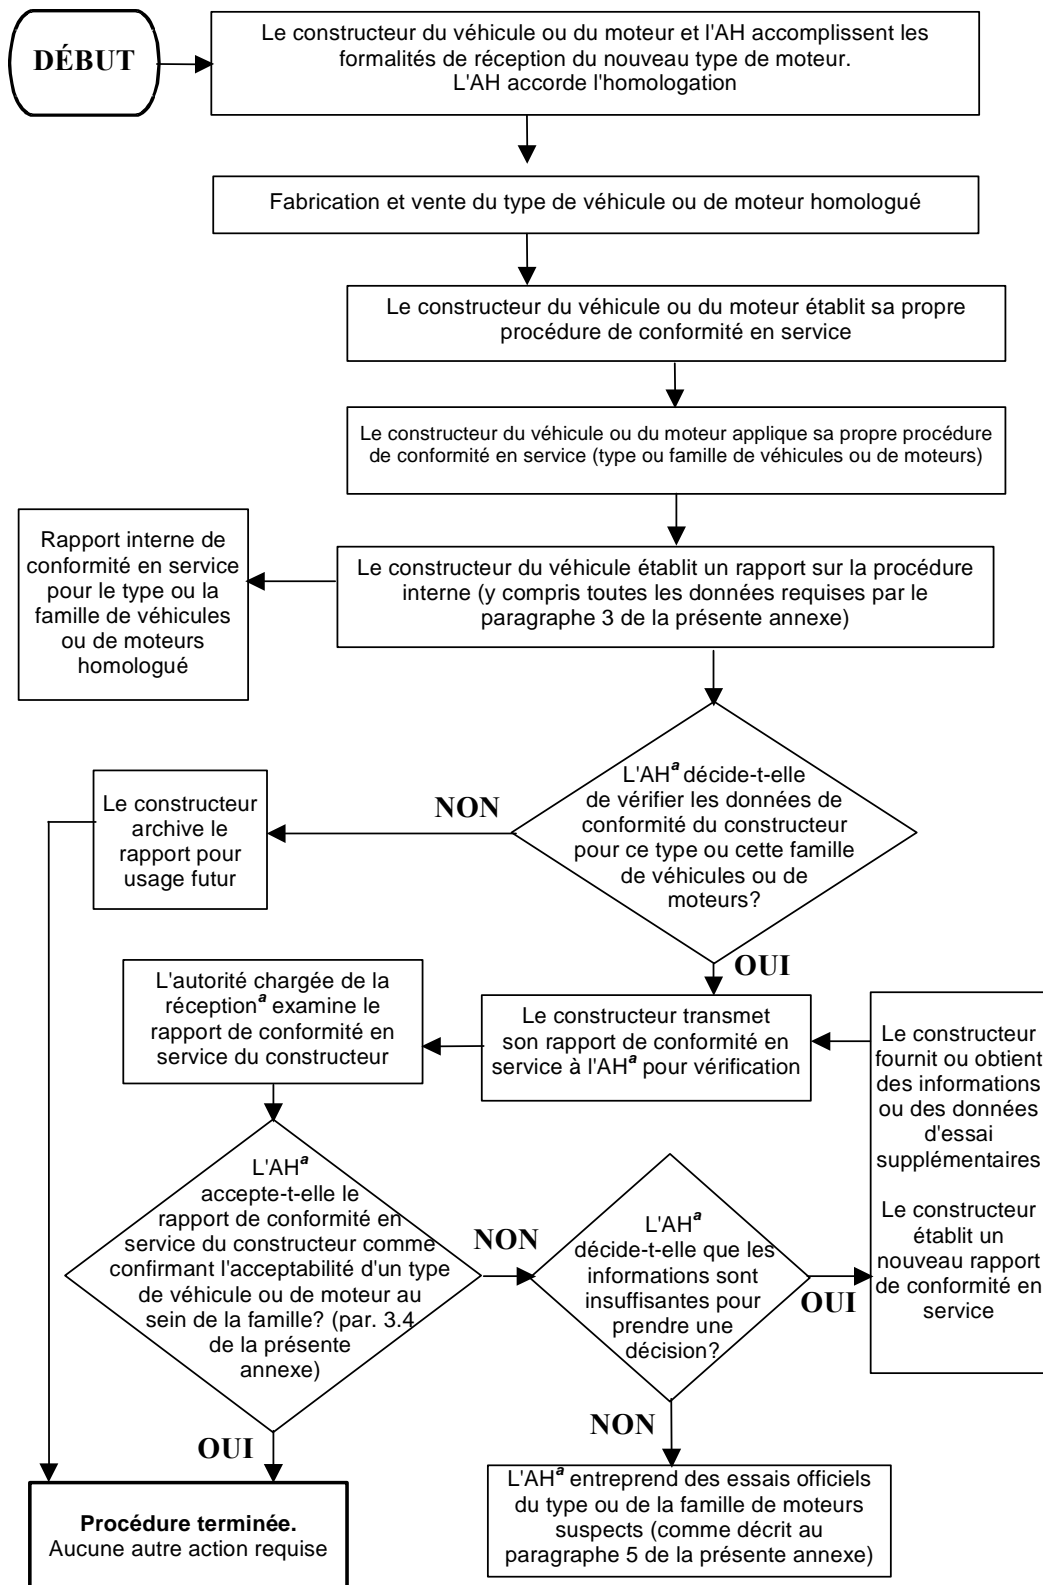 DÉBUT
Le constructeur du véhicule ou du moteur et l'AH accomplissent les
formalités de réception du nouveau type de moteur.
L'AH accorde l'homologation
Fabrication et vente du type de véhicule ou de moteur homologué
Le constructeur du véhicule ou du moteur établit sa propre
procédure de conformité en service
Le constructeur du véhicule ou du moteur applique sa propre procédure
de conformité en service (type ou famille de véhicules ou de moteurs)
Rapport interne de
conformité en service
pour le type ou la
famille de véhicules
ou de moteurs
homologué
Le constructeur du véhicule établit un rapport sur la procédure
interne (y compris toutes les données requises par le
paragraphe 3 de la présente annexe)
L'AHª décide-t-elle
de vérifier les données de
conformité du constructeur
pour ce type ou cette famille
de véhicules ou de
moteurs?
NON
Le constructeur
archive le
rapport pour
usage futur
OUI
L'autorité chargée de la
réceptionª examine le
rapport de conformité en
service du constructeur
Le constructeur transmet
son rapport de conformité en
service à l'AHª pour vérification
Le constructeur
fournit ou obtient
des informations
ou des données
d'essai
supplémentaires
Le constructeur
établit un
nouveau rapport
de conformité en
service
L'AHª
accepte-t-elle le
rapport de conformité en
service du constructeur comme
confirmant l'acceptabilité d'un type
de véhicule ou de moteur au
sein de la famille? (par. 3.4
de la présente
annexe)
NON
L'AHª
décide-t-elle que les
informations sont
insuffisantes pour
prendre une
décision?
OUI
NON
OUI
Procédure terminée.
Aucune autre action requise
L'AHª entreprend des essais officiels
du type ou de la famille de moteurs
suspects (comme décrit au
paragraphe 5 de la présente annexe)